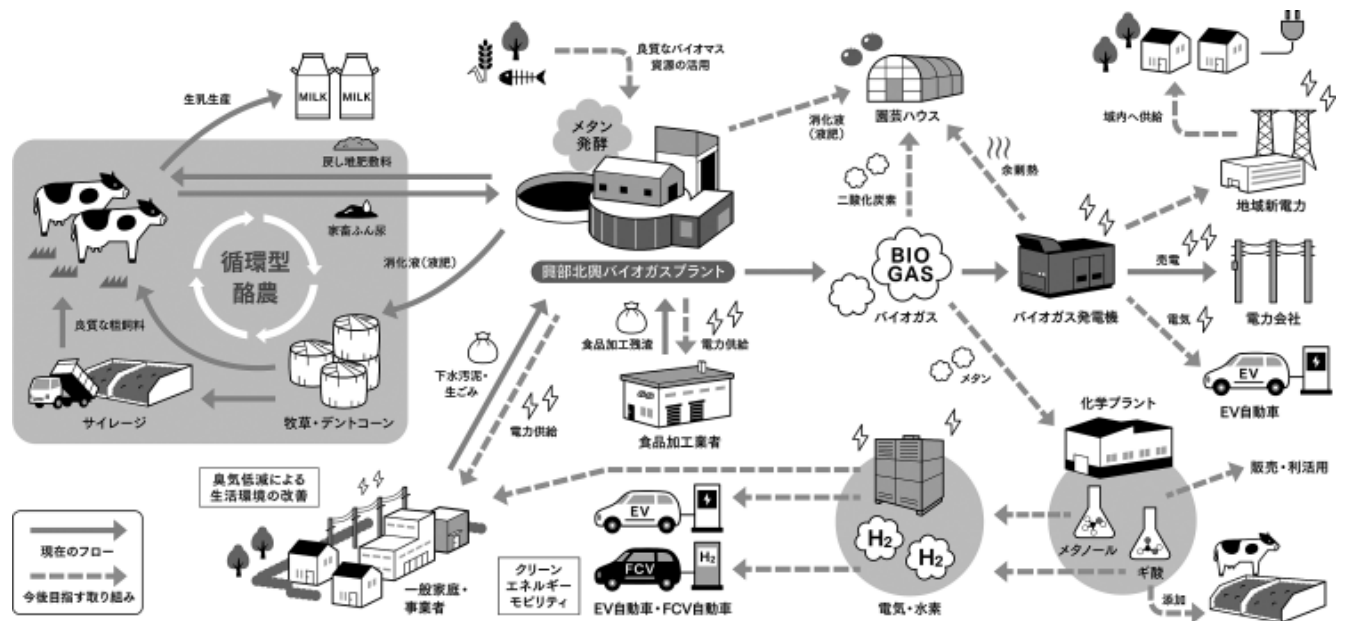 生乳生産
MILK
MILK
戻し堆肥敷料
家畜ふん尿
循環型
酪農
消化液(液肥)
良質な粗飼料
サイレージ
牧草・デントコーン
良質なバイオマス
資源の活用
メタン
発酵
興部北興バイオガスプラント
消化液
(液肥)
園芸ハウス
二酸化炭素
余剰熱
BIO
GAS
バイオガス
バイオガス発電機
域内へ供給
地域新電力
売電
電力会社
電気
EV
EV自動車
下水汚泥・
生ごみ
電力供給
食品加工残渣
電力供給
食品加工業者
メタン
化学プラント
販売・利活用
メタノール
ギ酸
添加
H2
H2
電気・水素
EV
FCV
H2
EV自動車・FCV自動車
クリーン
エネルギー
モビリティ
臭気低減による
生活環境の改善
一般家庭・
事業者
現在のフロー
今後目指す取り組み